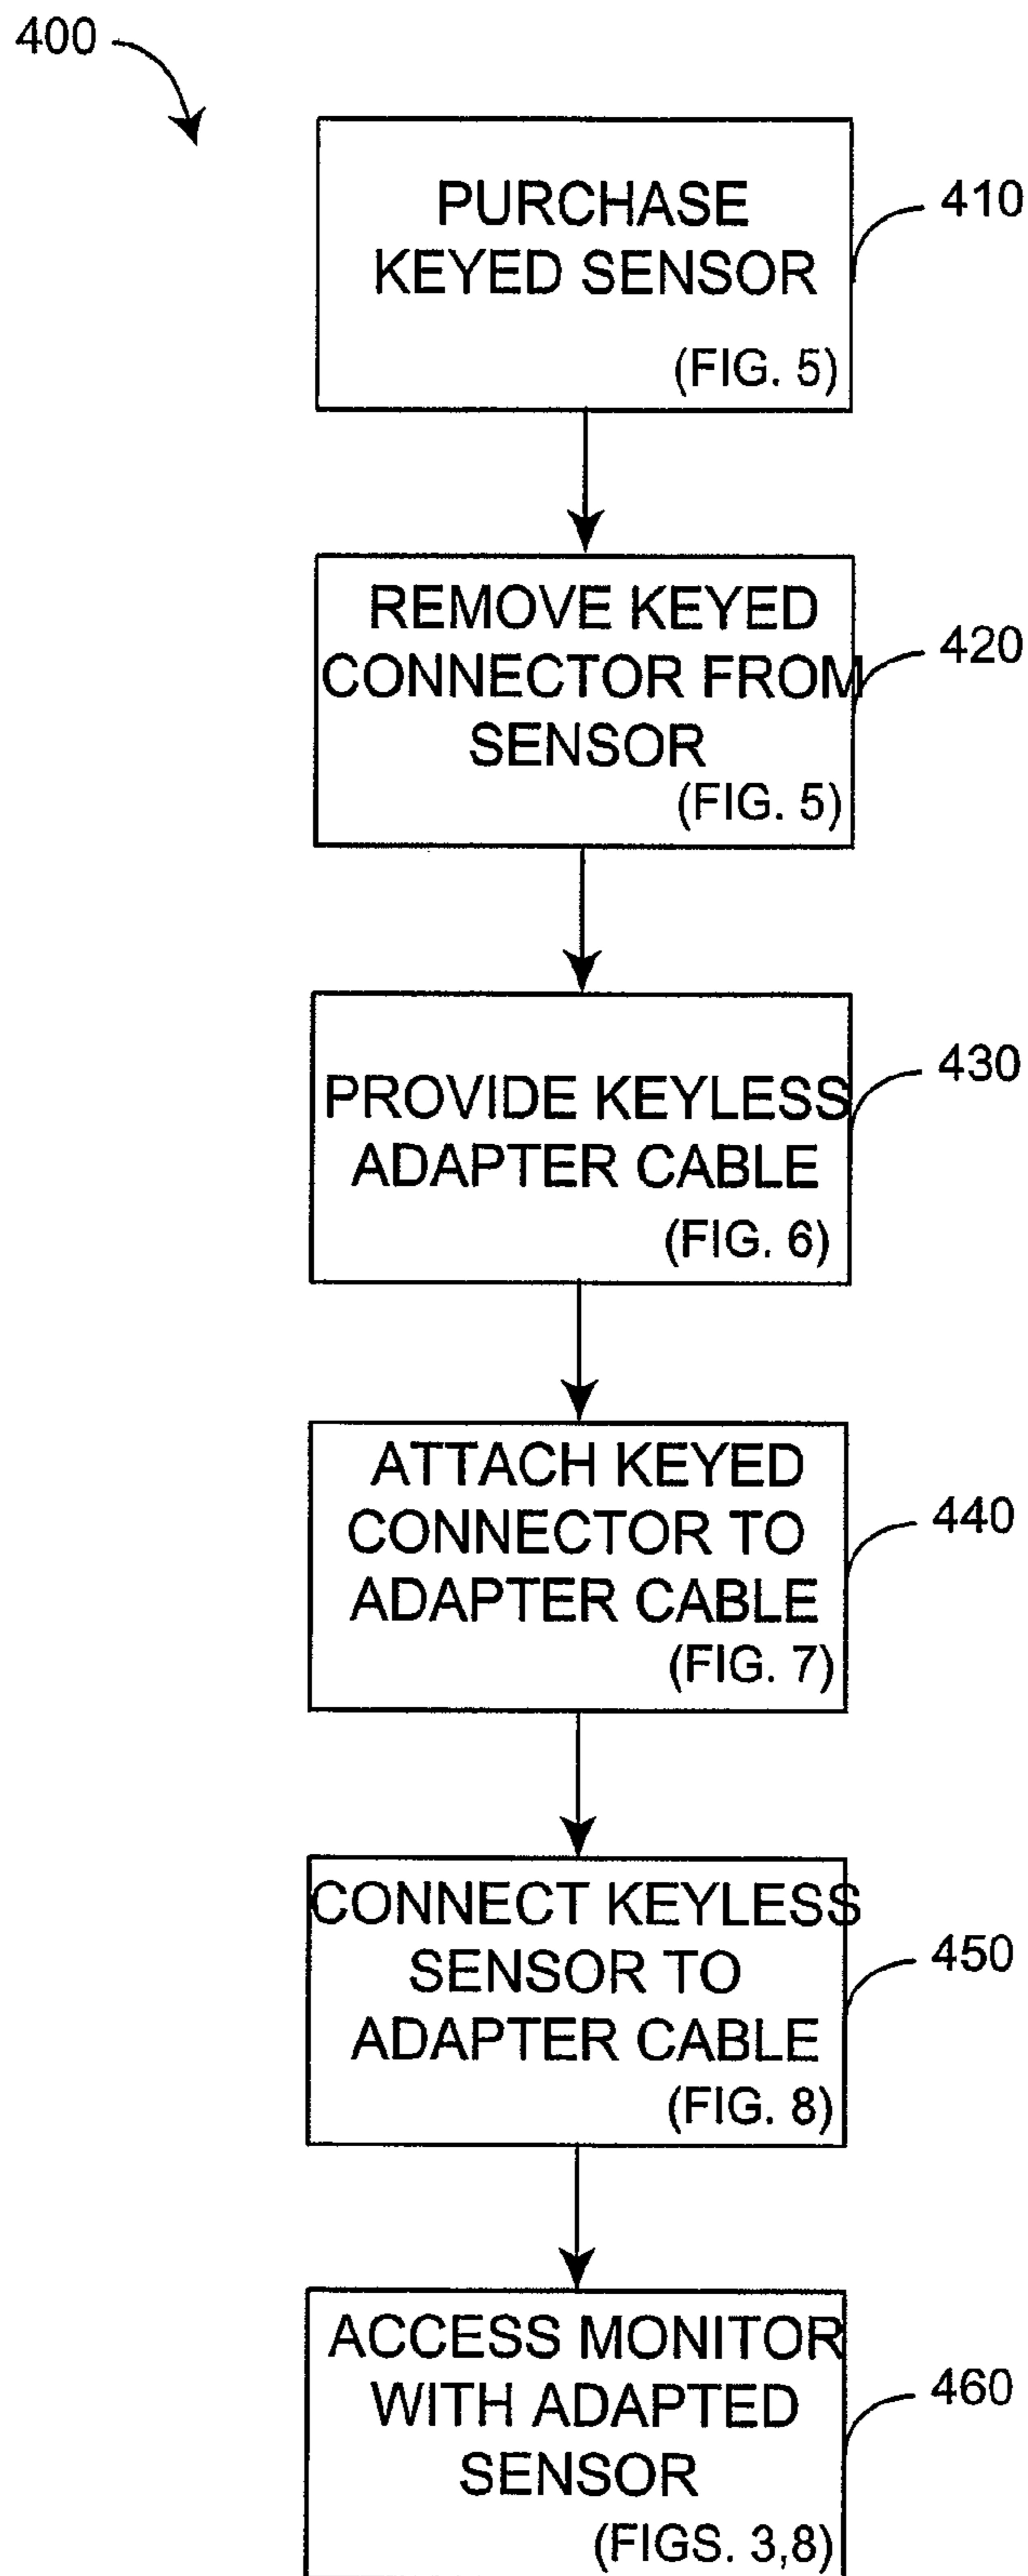 400
PURCHASE
KEYED SENSOR
(FIG. 5)
410
REMOVE KEYED
CONNECTOR FROM
SENSOR
(FIG. 5)
420
PROVIDE KEYLESS
ADAPTER CABLE
(FIG. 6)
430
ATTACH KEYED
CONNECTOR TO
ADAPTER CABLE
(FIG. 7)
440
CONNECT KEYLESS
SENSOR TO
ADAPTER CABLE
(FIG. 8)
450
ACCESS MONITOR
WITH ADAPTED
SENSOR
(FIGS. 3,8)
460